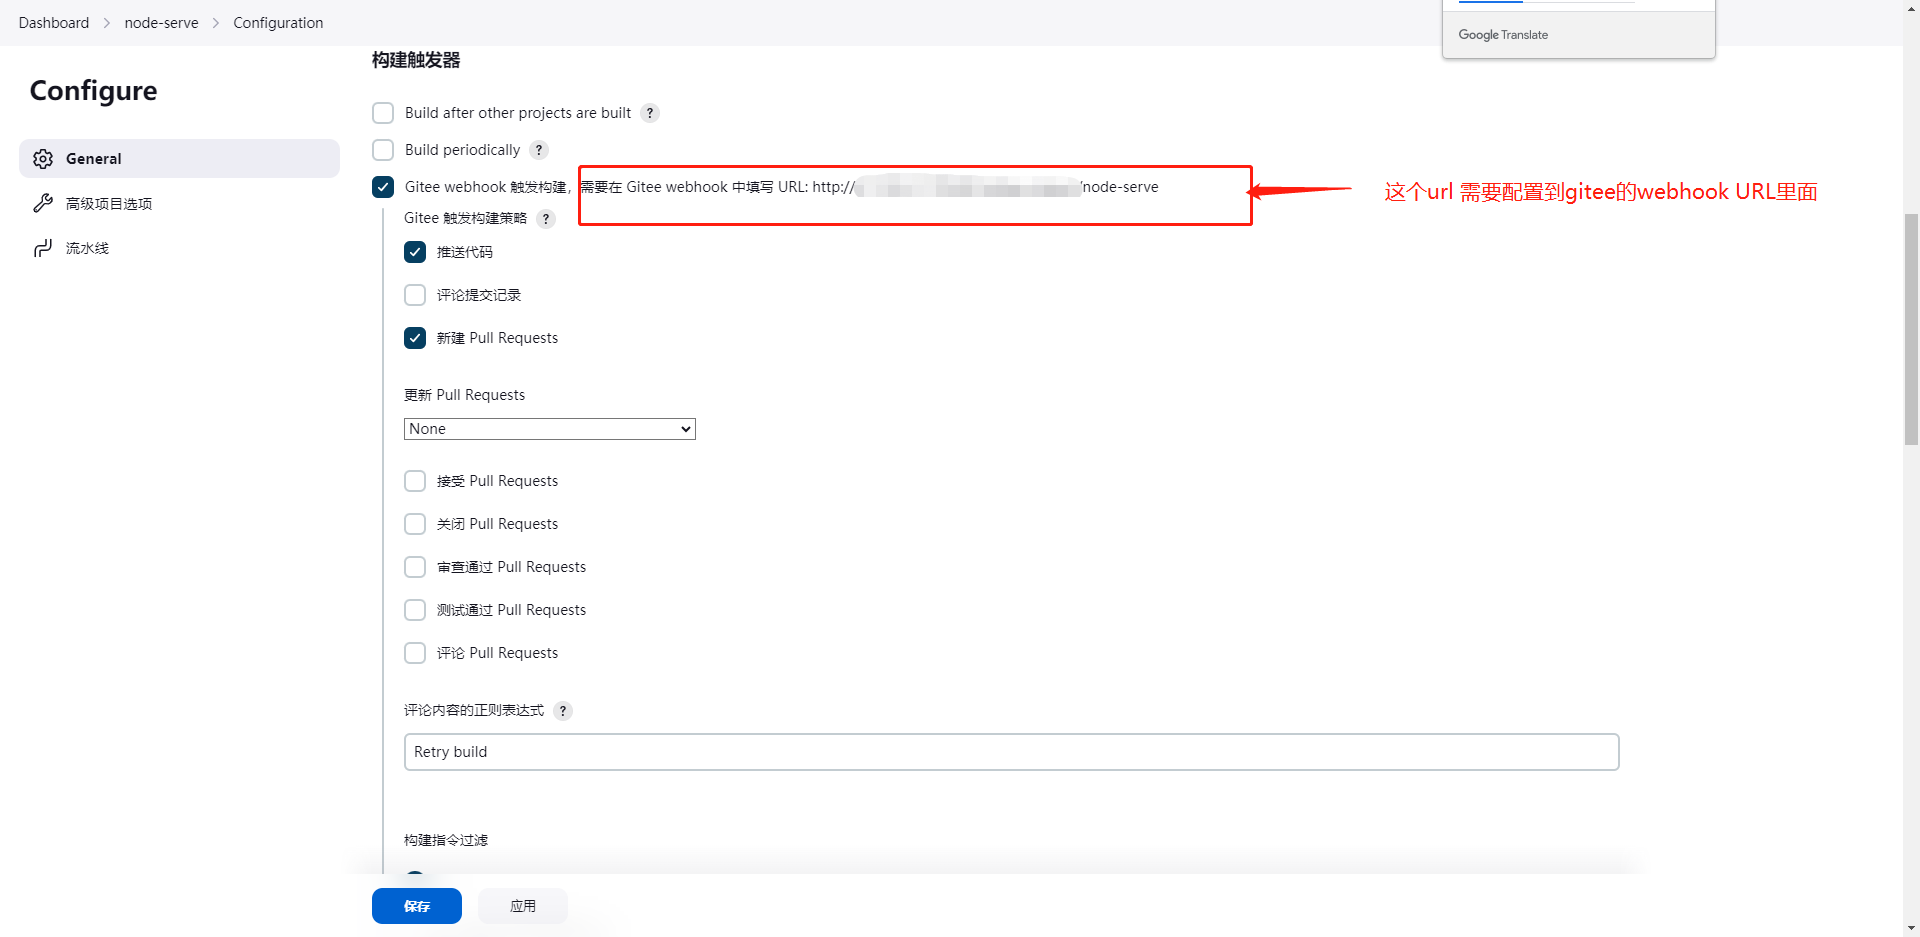 Dashboard > node-serve > Configuration
Google Translate
Configure
General
高级项目选项
流水线
构建触发器
Build after other projects are built ?
Build periodically ?
Gitee webhook 触发构建，需要在 Gitee webhook 中填写 URL: http:// /node-serve
这个url 需要配置到gitee的webhook URL里面
Gitee 触发构建策略 ?
推送代码
评论提交记录
新建 Pull Requests
更新 Pull Requests
None
接受 Pull Requests
关闭 Pull Requests
审查通过 Pull Requests
测试通过 Pull Requests
评论 Pull Requests
评论内容的正则表达式 ?
Retry build
构建指令过滤
保存 应用